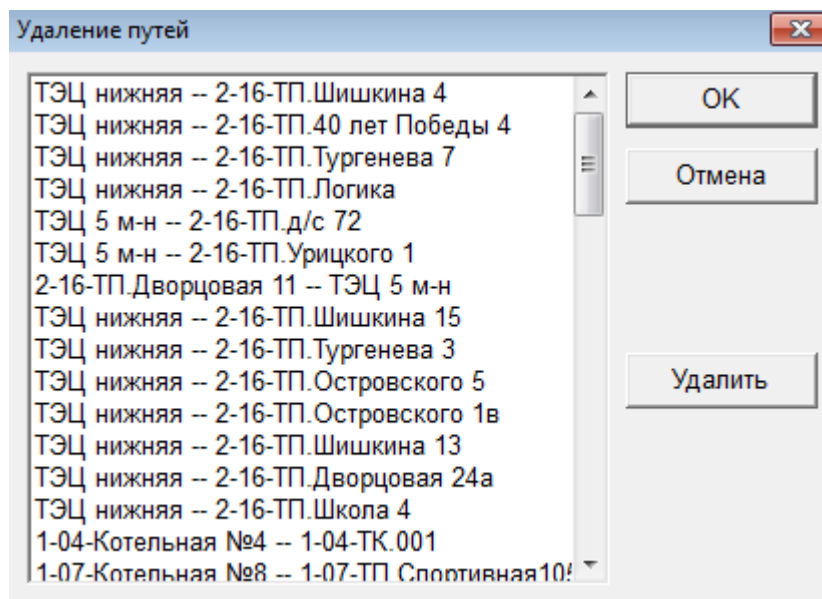 Удаление путей
ТЭЦ нижняя -- 2-16-ТП.Шишкина 4
ТЭЦ нижняя -- 2-16-ТП.40 лет Победы 4
ТЭЦ нижняя -- 2-16-ТП.Тургенева 7
ТЭЦ нижняя -- 2-16-ТП.Логика
ТЭЦ 5 м-н -- 2-16-ТП.д/с 72
ТЭЦ 5 м-н -- 2-16-ТП.Урицкого 1
2-16-ТП.Дворцовая 11 -- ТЭЦ 5 м-н
ТЭЦ нижняя -- 2-16-ТП.Шишкина 15
ТЭЦ нижняя -- 2-16-ТП.Тургенева 3
ТЭЦ нижняя -- 2-16-ТП.Островского 5
ТЭЦ нижняя -- 2-16-ТП.Островского 1в
ТЭЦ нижняя -- 2-16-ТП.Шишкина 13
ТЭЦ нижняя -- 2-16-ТП.Дворцовая 24а
ТЭЦ нижняя -- 2-16-ТП.Школа 4
1-04-Котельная №4 -- 1-04-ТК.001
1-07-Котельная №8 -- 1-07-ТП.Спортивная10
OK
Отмена
Удалить